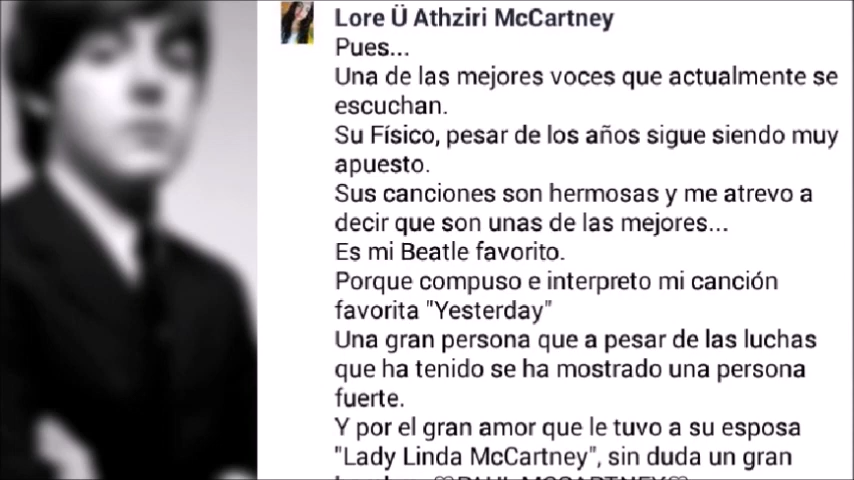 Lore Ü Athziri McCartney
Pues...
Una de las mejores voces que actualmente se
escuchan.
Su Físico, pesar de los años sigue siendo muy
apuesto.
Sus canciones son hermosas y me atrevo a
decir que son unas de las mejores...
Es mi Beatle favorito.
Porque compuso e interpreto mi canción
favorita "Yesterday"
Una gran persona que a pesar de las luchas
que ha tenido se ha mostrado una persona
fuerte.
Y por el gran amor que le tuvo a su esposa
"Lady Linda McCartney", sin duda un gran
♡PAUL MCCARTNEY♡